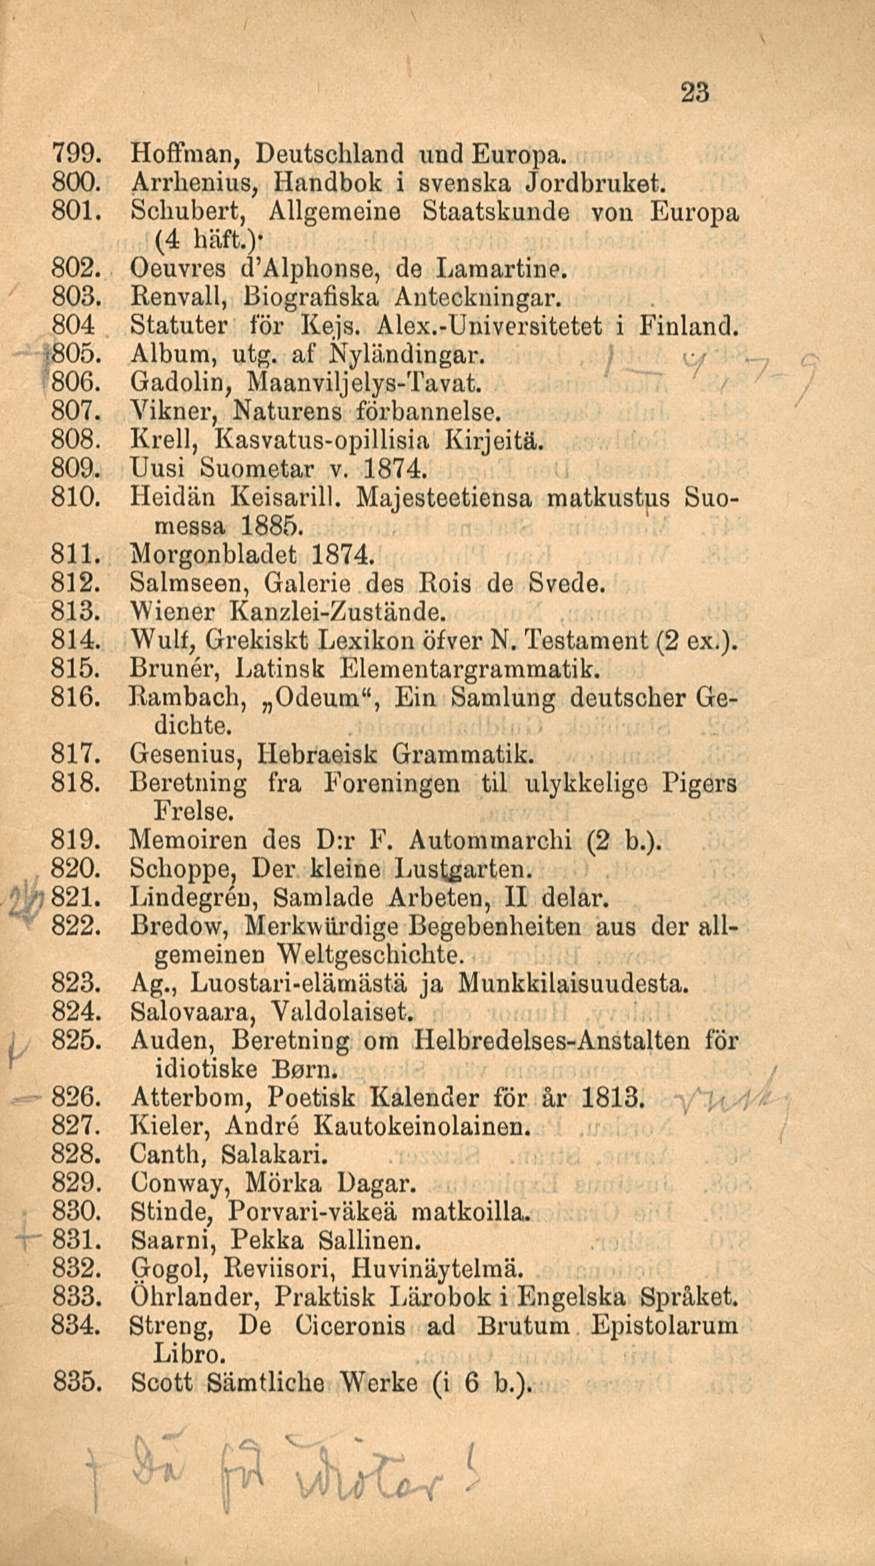 23
799. Hoffman, Deutschland und Europa.
800. Arrhenius, Handbok i svenska Jordbruket.
801. Schubert, Allgemeine Staatskunde von Europa
(4 häft.)·
802. Oeuvres d'Alphonse, de Lamartine.
803. Renvall, Biografiska Anteckningar.
804 Statuter för Kejs. Alex.-Universitetet i Finland.
805. Album, utg. af Nyländingar.
806. Gadolin, Maanviljelys-Tavat.
807. Vikner, Naturens förbannelse.
808. Krell, Kasvatus-opillisia Kirjeitä.
809. Uusi Suometar v. 1874.
810. Heidän Keisarill. Majesteetiensa matkustus Suo-
messa 1885.
811. Morgonbladet 1874.
812. Salmseen, Galerie des Rois de Svede.
813. Wiener Kanzlei-Zustände.
814. Wulf, Grekiskt Lexikon öfver N. Testament (2 ex.).
815. Brunér, Latinsk Elementargrammatik.
816. Rambach, „Odeum“, Ein Samlung deutscher Ge-
dichte.
817. Gesenius, Hebraeisk Grammatik.
818. Beretning fra Foreningen til ulykkelige Pigers
Frelse.
819. Memoiren des D:r F. Autommarchi (2 b.).
820. Schoppe, Der kleine Lustgarten.
821. Lindegrén, Samlade Arbeten, II delar.
822. Bredow, Merkwürdige Begebenheiten aus der all-
gemeinen Weltgeschichte.
823. Ag., Luostari-elämästä ja Munkkilaisuudesta.
824. Salovaara, Valdolaiset.
825. Auden, Beretning om Helbredelses-Anstalten för
idiotiske Børn.
826. Atterbom, Poetisk Kalender för år 1813.
827. Kieler, André Kautokeinolainen.
828. Canth, Salakari.
829. Conway, Mörka Dagar.
830. Stinde, Porvari-väkeä matkoilla.
831. Saarni, Pekka Sallinen.
832. Gogol, Reviisori, Huvinäytelmä.
833. Öhrlander, Praktisk Lärobok i Engelska Språket.
834. Streng, De Ciceronis ad Brutum Epistolarum
Libro.
835. Scott Sämtliche Werke (i 6 b.).
för idioter!